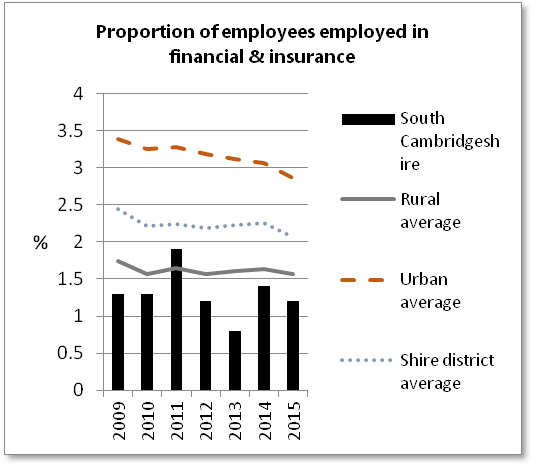 Proportion of employees employed in
financial & insurance
4
3.5
3
2.5
2
1.5
1
0.5
0
%
2009
2010
2011
2012
2013
2014
2015
South
Cambridgesh
ire
Rural
average
Urban
average
Shire district
average